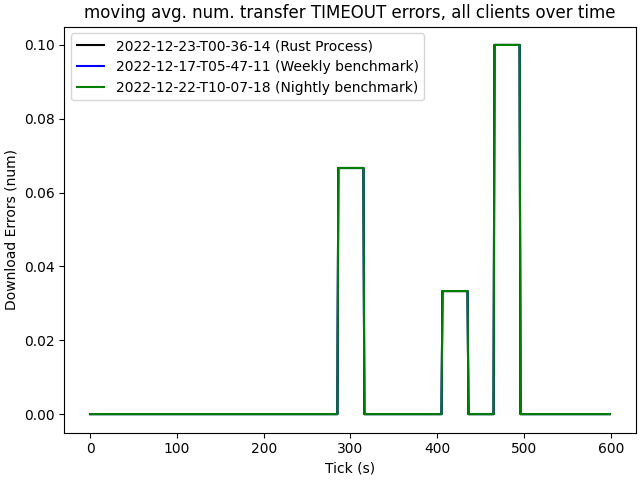 moving avg. num. transfer TIMEOUT errors, all clients over time
2022-12-23-T00-36-14 (Rust Process)
2022-12-17-T05-47-11 (Weekly benchmark)
2022-12-22-T10-07-18 (Nightly benchmark)
Download Errors (num)
0.10
0.08
0.06
0.04
0.02
0.00
0 100 200 300 400 500 600
Tick (s)